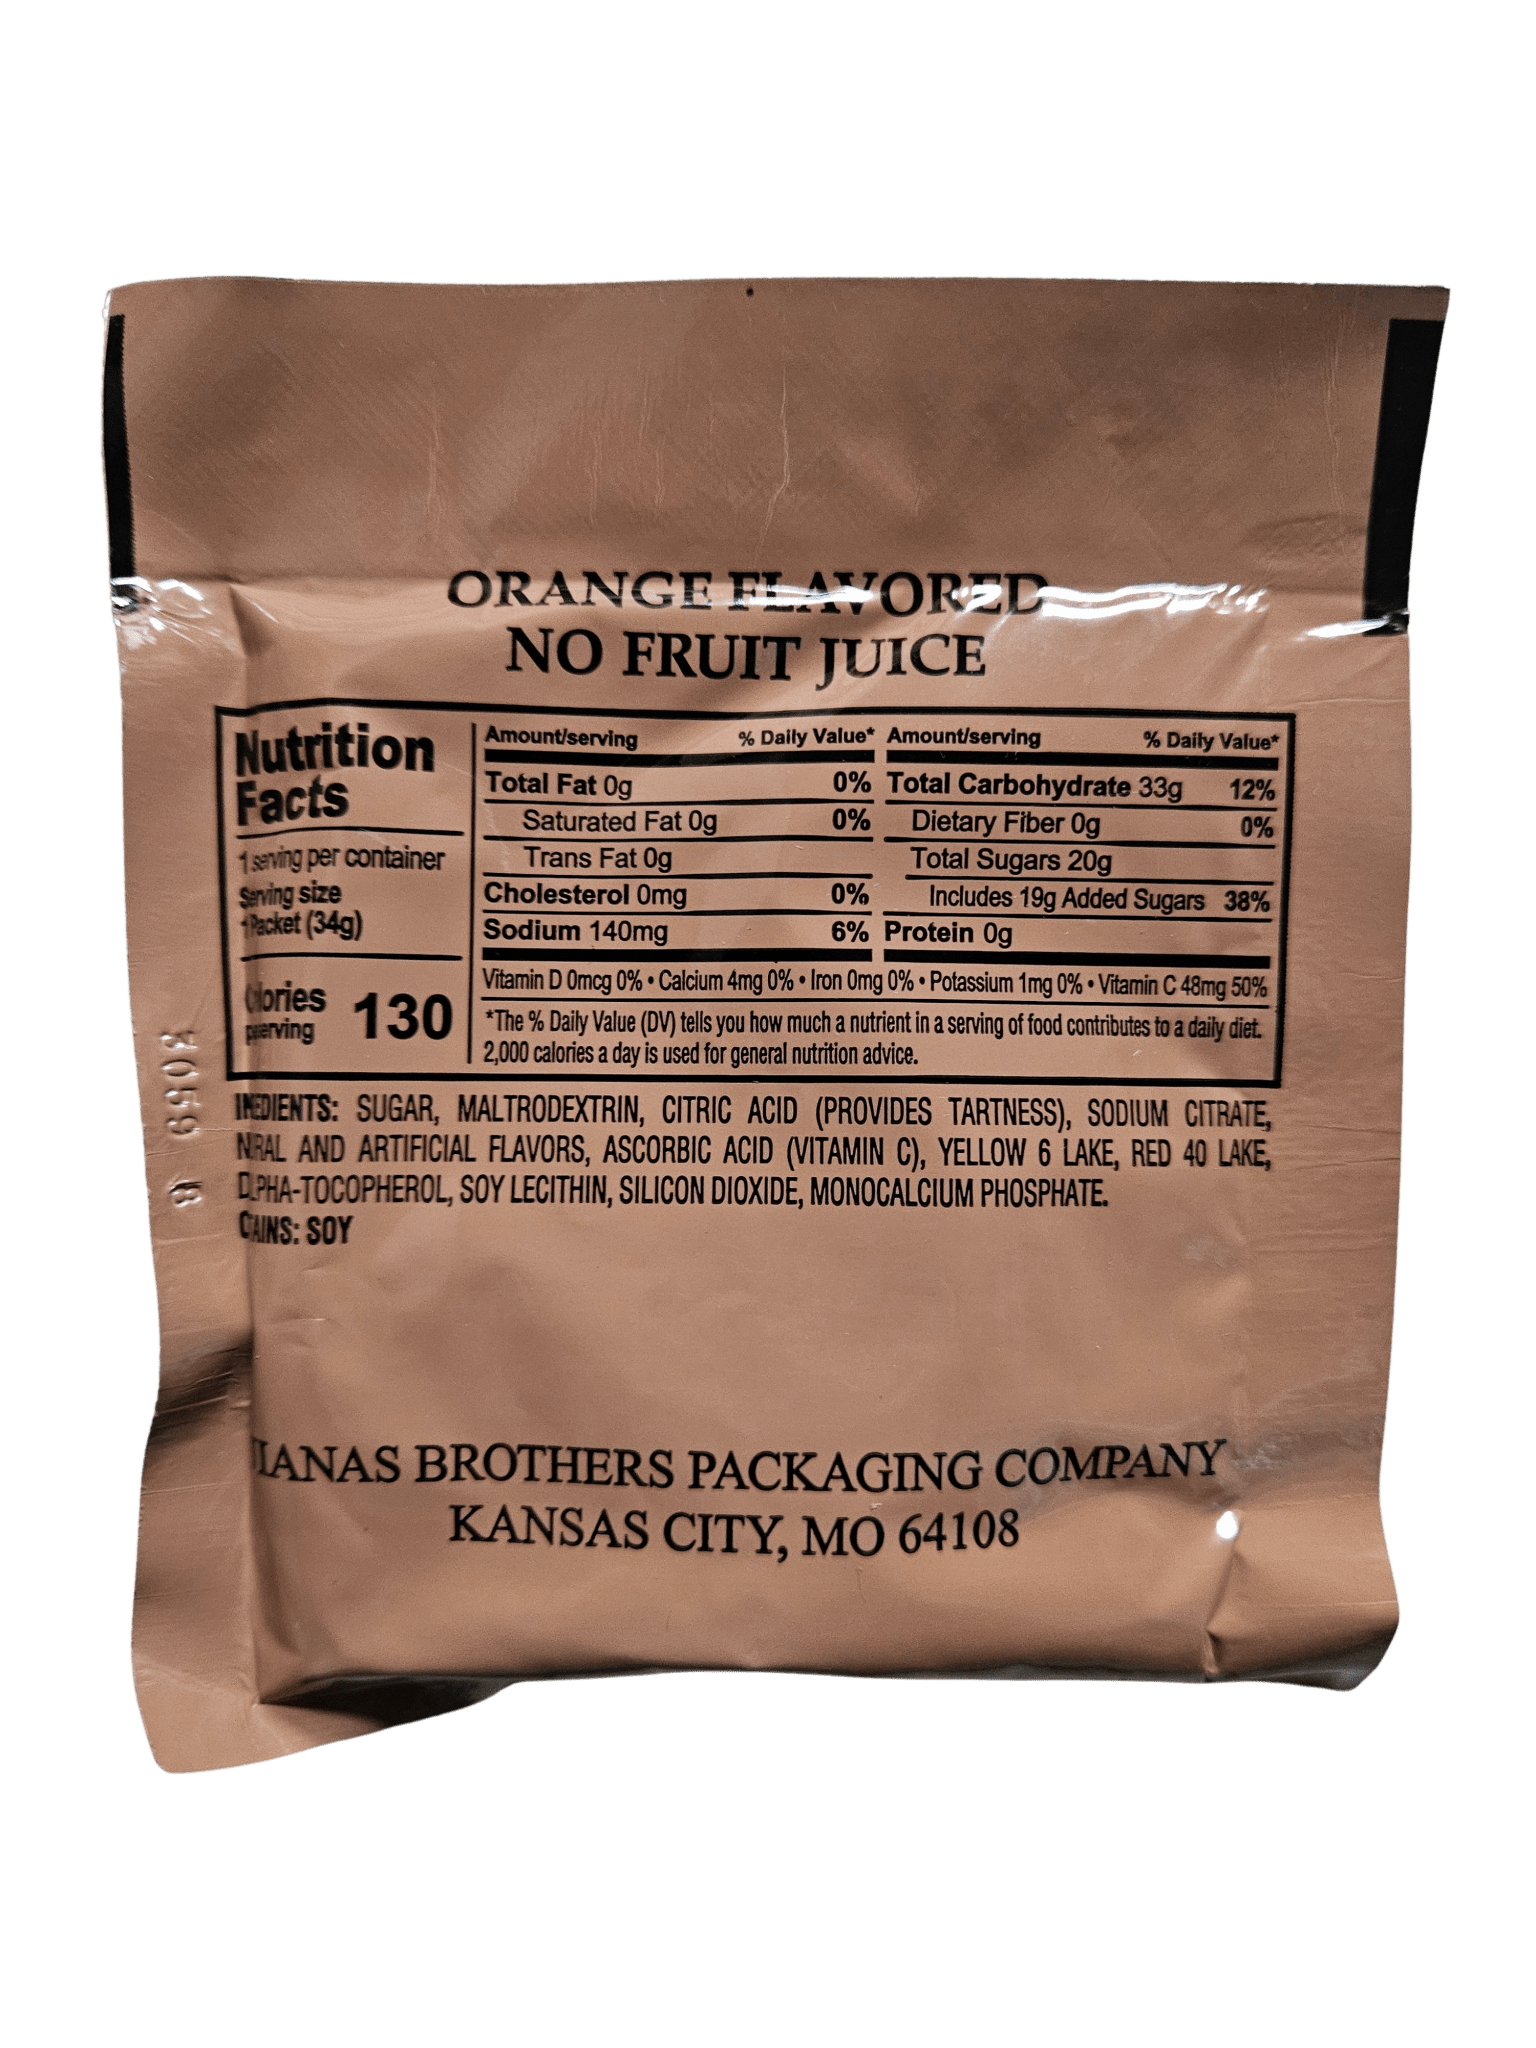 ORANGE FLAVORED
NO FRUIT JUICE
Nutrition
Facts
1 serving per container
Serving size
1 Packet (34g)
130
Amount/serving % Daily Value*
Total Fat 0g 0%
Saturated Fat 0g 0%
Trans Fat 0g
Cholesterol 0mg 0%
Sodium 140mg 6%
Amount/serving % Daily Value*
Total Carbohydrate 33g 12%
Dietary Fiber 0g 0%
Total Sugars 20g
Includes 19g Added Sugars 38%
Protein 0g
Vitamin D 0mcg 0% • Calcium 4mg 0% • Iron 0mg 0% • Potassium 1mg 0% • Vitamin C 48mg 50%
*The % Daily Value (DV) tells you how much a nutrient in a serving of food contributes to a daily diet.
2,000 calories a day is used for general nutrition advice.
SUGAR, MALTRODEXTRIN, CITRIC ACID (PROVIDES TARTNESS), SODIUM CITRATE,
AND ARTIFICIAL FLAVORS, ASCORBIC ACID (VITAMIN C), YELLOW 6 LAKE, RED 40 LAKE,
SOY LECITHIN, SILICON DIOXIDE, MONOCALCIUM PHOSPHATE.
SOY
BROTHERS PACKAGING COMPANY
KANSAS CITY, MO 64108
3059 B